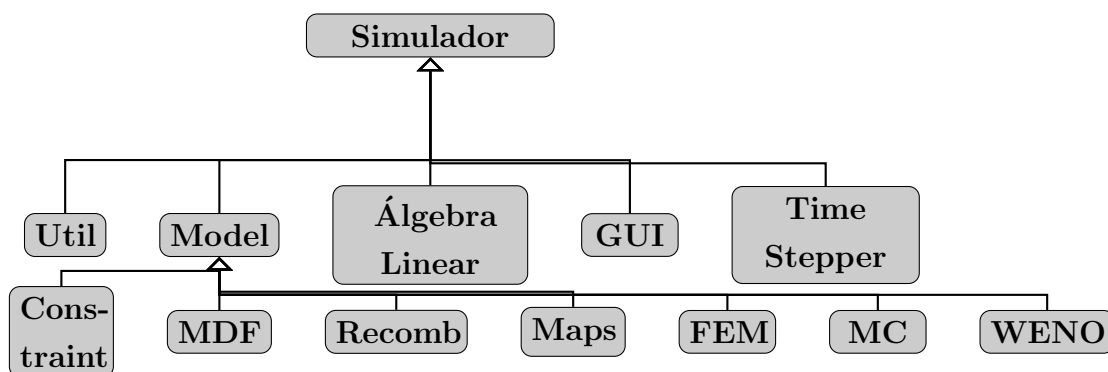 Simulador
Util
Model
Álgebra
Linear
GUI
Time
Stepper
Cons-
traint
MDF
Recomb
Maps
FEM
MC
WENO